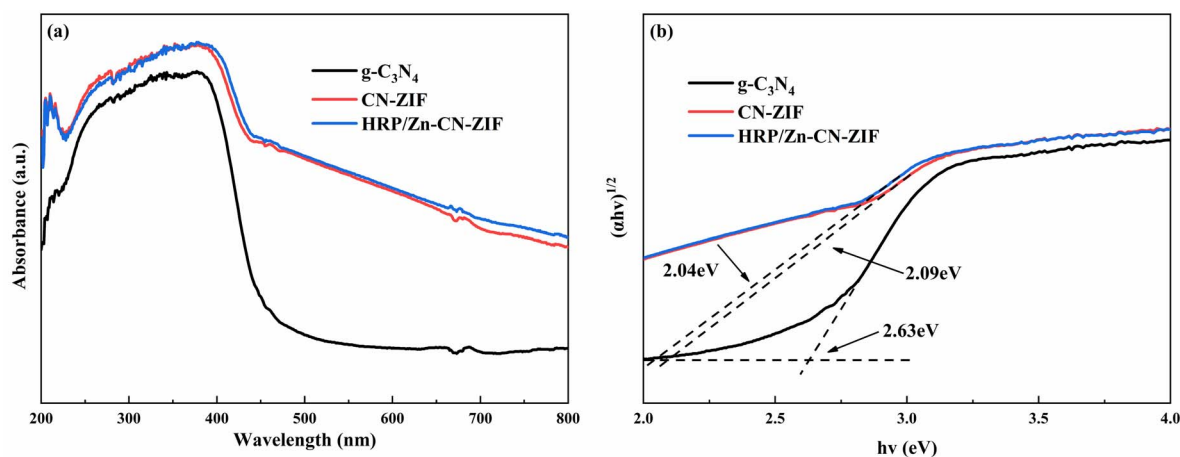 (a)
g-C₃N₄
CN-ZIF
HRP/Zn-CN-ZIF
Absorbance (a.u.)
200 300 400 500 600 700 800
Wavelength (nm)
(b)
g-C₃N₄
CN-ZIF
HRP/Zn-CN-ZIF
(αhv)^1/2
2.04eV
2.09eV
2.63eV
2.0 2.5 3.0 3.5 4.0
hv (eV)